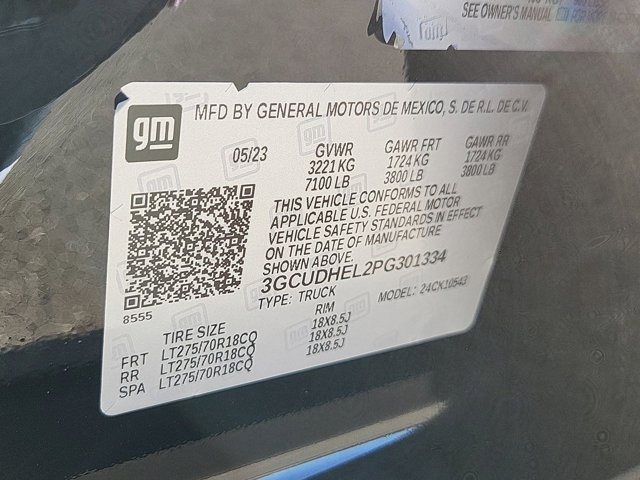 SEE OWNER'S MANUAL
gm
MFD BY GENERAL MOTORS DE MEXICO, S. DE R.L. DE C.V.
05/23
GVWR
3221 KG
7100 LB
GAWR FRT
1724 KG
3800 LB
GAWR RR
1724 KG
3800 LB
THIS VEHICLE CONFORMS TO ALL
APPLICABLE U.S. FEDERAL MOTOR
VEHICLE SAFETY STANDARDS IN EFFECT
ON THE DATE OF MANUFACTURE
SHOWN ABOVE.
3GCUDHEL2PG301334
TYPE: TRUCK
MODEL: 24CK10543
8555
TIRE SIZE RIM
FRT LT275/70R18CQ 18X8.5J
RR LT275/70R18CQ 18X8.5J
SPA LT275/70R18CQ 18X8.5J